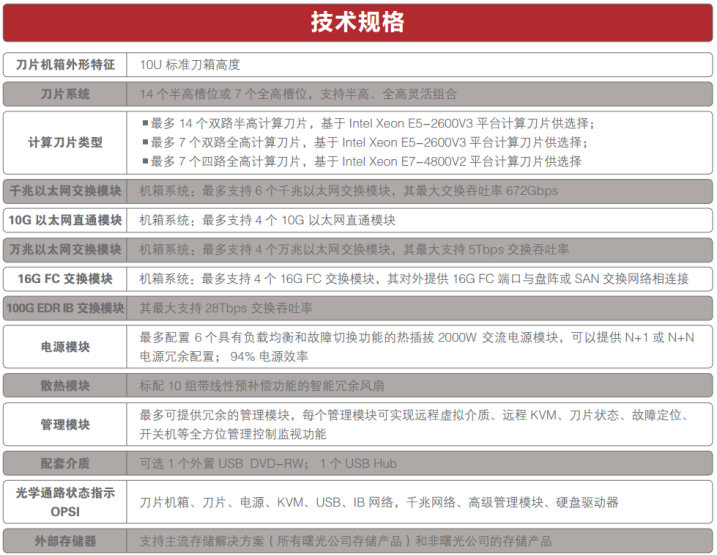 技术规格
刀片机箱外形特征
10U 标准刀箱高度
刀片系统
14 个半高槽位或 7 个全高槽位，支持半高、全高灵活组合
计算刀片类型
■最多 14 个双路半高计算刀片，基于 Intel Xeon E5-2600V3 平台计算刀片供选择；
■最多 7 个双路全高计算刀片，基于 Intel Xeon E5-2600V3 平台计算刀片供选择；
■最多 7 个四路全高计算刀片，基于 Intel Xeon E7-4800V2 平台计算刀片供选择
千兆以太网交换模块
机箱系统：最多支持 6 个千兆以太网交换模块，其最大交换吞吐率 672Gbps
10G 以太网直通模块
机箱系统：最多支持 4 个 10G 以太网直通模块
万兆以太网交换模块
机箱系统：最多支持 4 个万兆以太网交换模块，其最大支持 5Tbps 交换吞吐率
16G FC 交换模块
机箱系统：最多支持 4 个 16G FC 交换模块，其对外提供 16G FC 端口与盘阵或 SAN 交换网络相连接
100G EDR IB 交换模块
其最大支持 28Tbps 交换吞吐率
电源模块
最多配置 6 个具有负载均衡和故障切换功能的热插拔 2000W 交流电源模块，可以提供 N+1 或 N+N
电源冗余配置；94% 电源效率
散热模块
标配 10 组带线性预补偿功能的智能冗余风扇
管理模块
最多可提供冗余的管理模块，每个管理模块可实现远程虚拟介质、远程 KVM、刀片状态、故障定位、
开关机等全方位管理控制监视功能
配套介质
可选 1 个外置 USB DVD-RW；1 个 USB Hub
光学通路状态指示
OPSI
刀片机箱、刀片、电源、KVM、USB、IB 网络，千兆网络、高级管理模块、硬盘驱动器
外部存储器
支持主流存储解决方案（所有曙光公司存储产品）和非曙光公司的存储产品